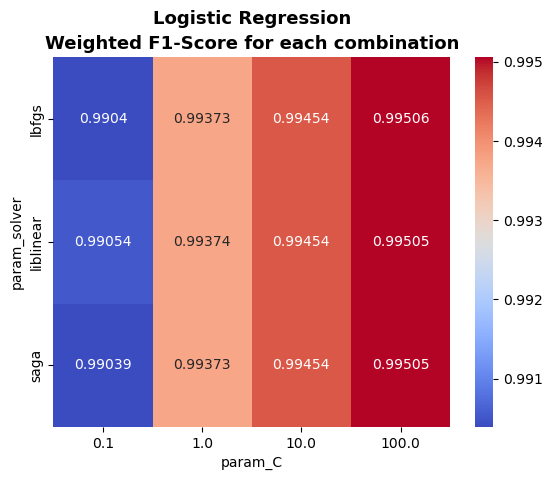 Logistic Regression
Weighted F1-Score for each combination
param_solver
lbfgs
0.9904 0.99373 0.99454 0.99506
liblinear
0.99054 0.99374 0.99454 0.99505
saga
0.99039 0.99373 0.99454 0.99505
0.1 1.0 10.0 100.0
param_C
0.995
0.994
0.993
0.992
0.991